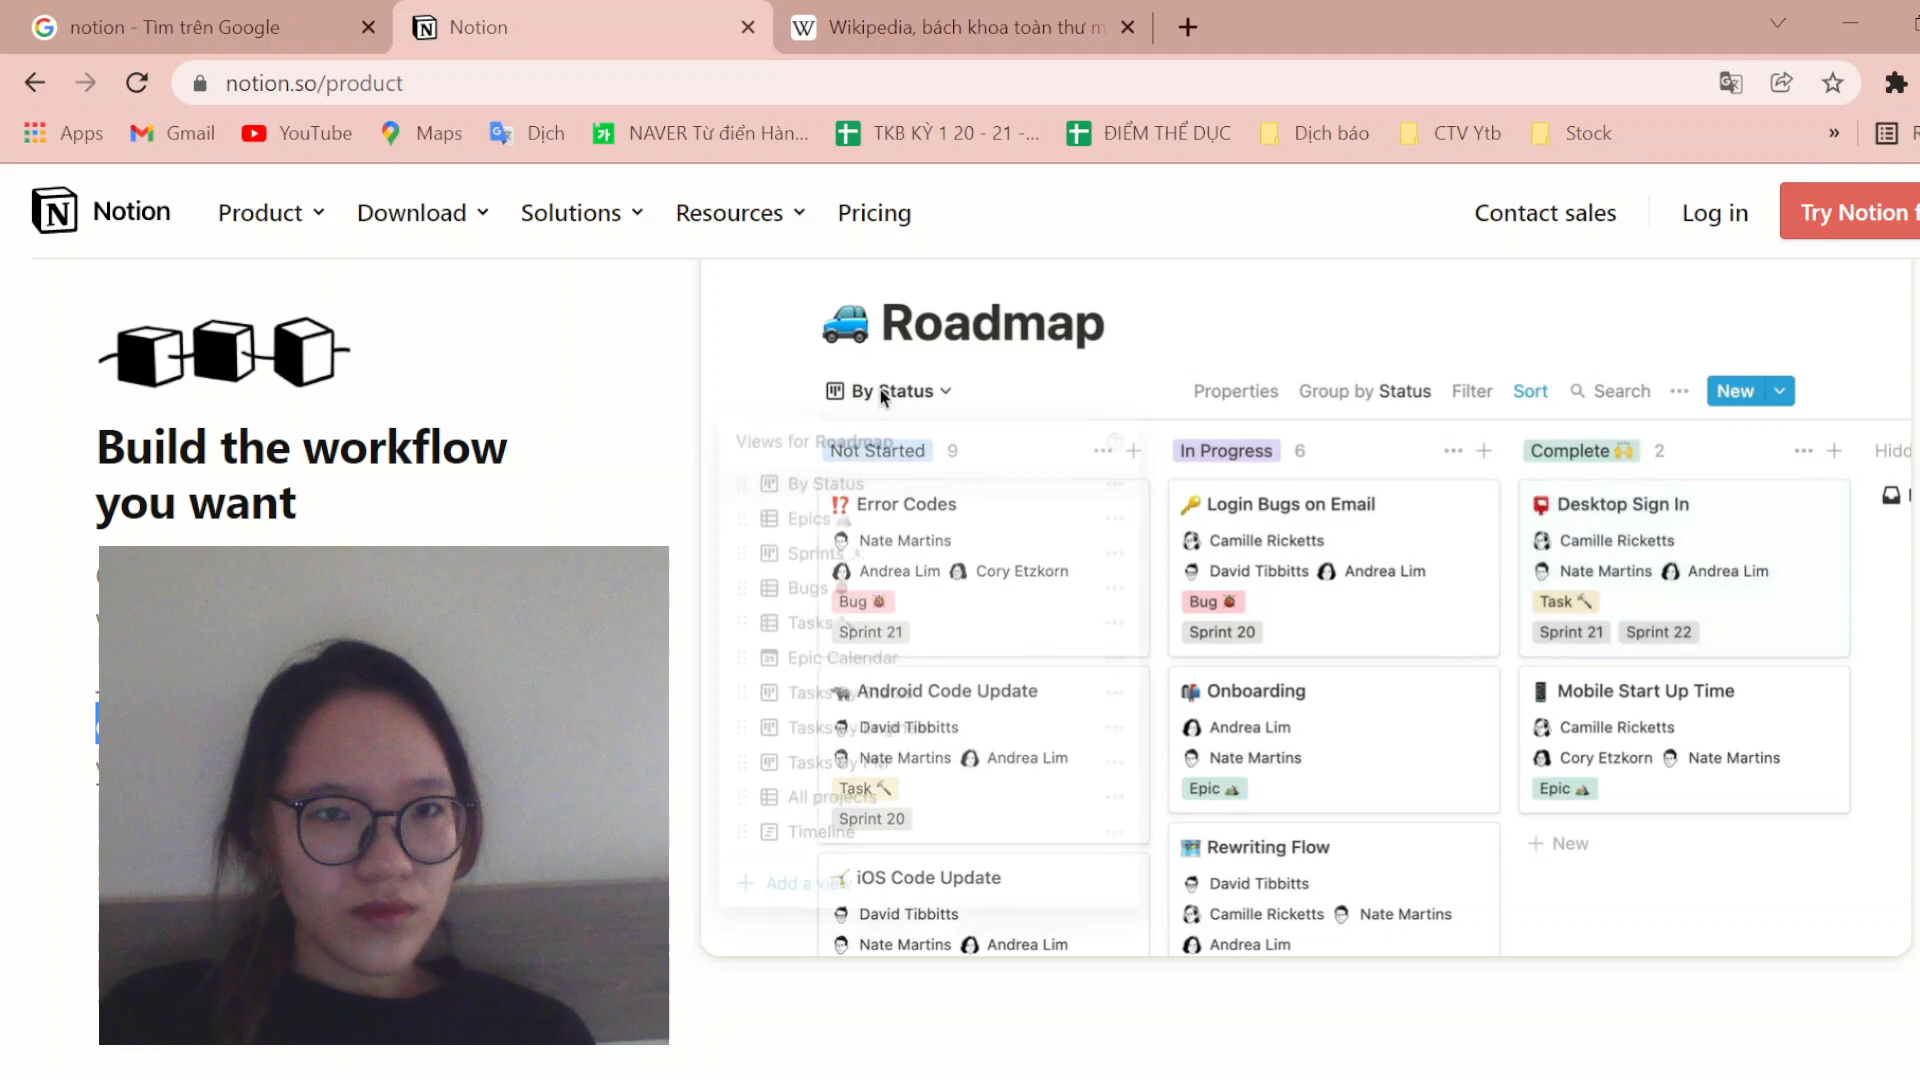 notion - Tìm trên Google
Notion
Wikipedia, bách khoa toàn thư m
notion.so/product
Apps
Gmail
YouTube
Maps
Dịch
NAVER Từ điển Hàn...
TKB KỲ 1 20 - 21 -...
ĐIỂM THỂ DỤC
Dịch báo
CTV Ytb
Stock
»
Notion
Product
Download
Solutions
Resources
Pricing
Contact sales
Log in
Try Notion f
Build the workflow
you want
Roadmap
By Status
Properties
Group by Status
Filter
Sort
Search
New
Views for Roadmap
By Status
Epics
Sprints
Bugs
Tasks
Epic Calendar
Tasks
Tasks
Tasks
All projects
Timeline
Add a view
Not Started 9
Error Codes
Nate Martins
Andrea Lim Cory Etzkorn
Bug
Sprint 21
Android Code Update
David Tibbitts
Nate Martins Andrea Lim
Task
Sprint 20
iOS Code Update
David Tibbitts
Nate Martins Andrea Lim
In Progress 6
Login Bugs on Email
Camille Ricketts
David Tibbitts Andrea Lim
Bug
Sprint 20
Onboarding
Andrea Lim
Nate Martins
Epic
Rewriting Flow
David Tibbitts
Camille Ricketts Nate Martins
Andrea Lim
Complete 2
Desktop Sign In
Camille Ricketts
Nate Martins Andrea Lim
Task
Sprint 21 Sprint 22
Mobile Start Up Time
Camille Ricketts
Cory Etzkorn Nate Martins
Epic
New
Hidd